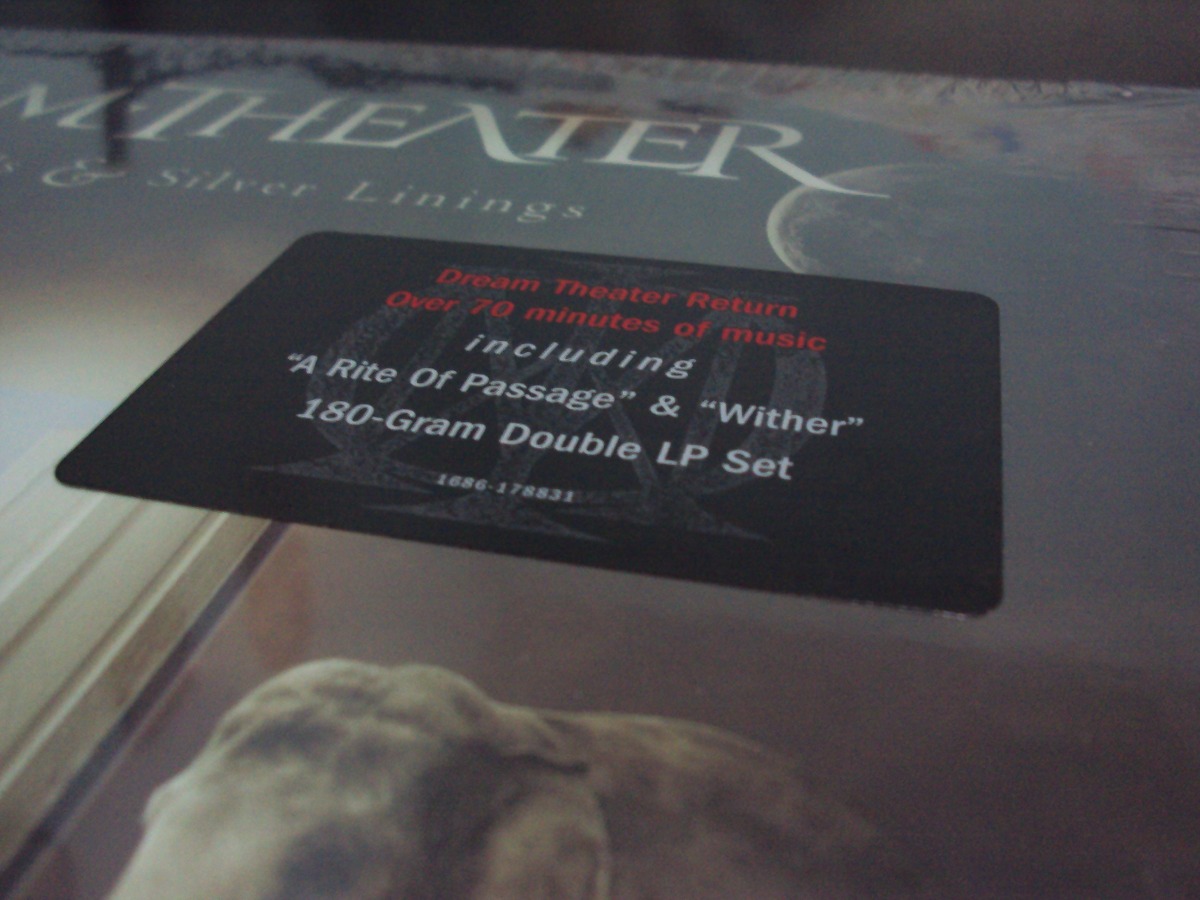 M THEATER
& Silver Linings
Dream Theater Return
Over 70 minutes of music
including
“A Rite Of Passage” & “Wither”
180-Gram Double LP Set
1686-178831